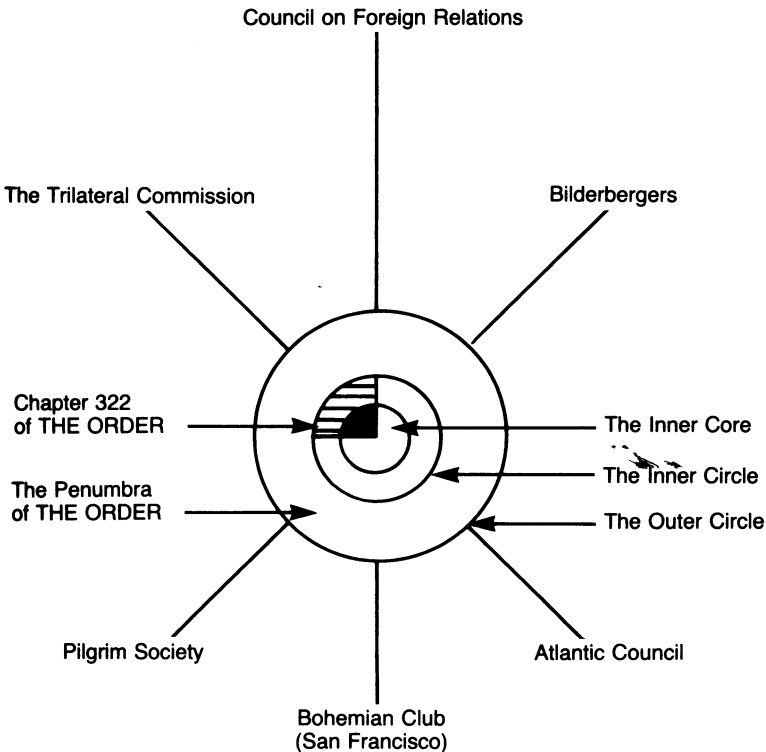 Council on Foreign Relations
The Trilateral Commission
Bilderbergers
Chapter 322
of THE ORDER
The Inner Core
The Penumbra
of THE ORDER
The Inner Circle
The Outer Circle
Pilgrim Society
Atlantic Council
Bohemian Club
(San Francisco)